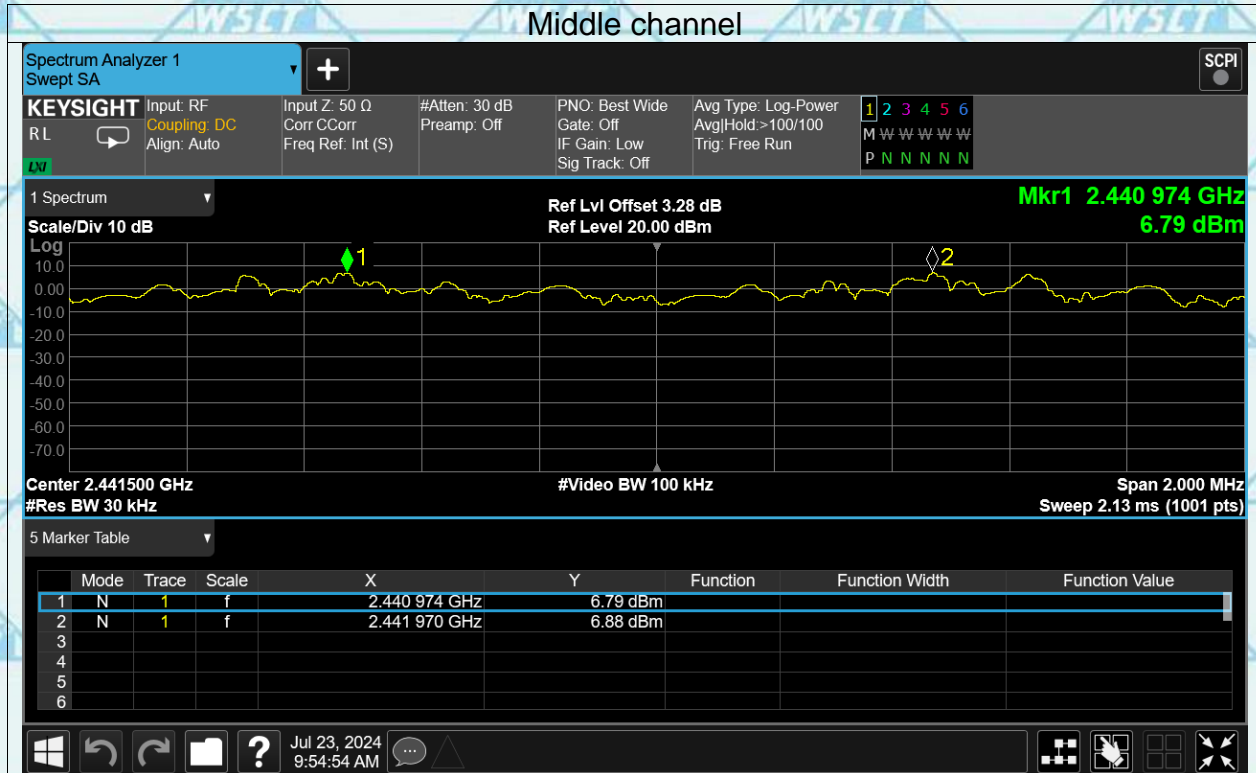 WSCT WSCT WSCT WSCT
Middle channel
Spectrum Analyzer 1
Swept SA
SCPI
KEYSIGHT
RL
LXI
Input: RF
Coupling: DC
Align: Auto
Input Z: 50 Ω
Corr CCorr
Freq Ref: Int (S)
#Atten: 30 dB
Preamp: Off
PNO: Best Wide
Gate: Off
IF Gain: Low
Sig Track: Off
Avg Type: Log-Power
Avg|Hold:>100/100
Trig: Free Run
1 2 3 4 5 6
M W W W W W
P N N N N N
1 Spectrum
Scale/Div 10 dB
Ref Lvl Offset 3.28 dB
Ref Level 20.00 dBm
Mkr1 2.440 974 GHz
6.79 dBm
Log
10.0
0.00
-10.0
-20.0
-30.0
-40.0
-50.0
-60.0
-70.0
1
2
Center 2.441500 GHz
#Res BW 30 kHz
#Video BW 100 kHz
Span 2.000 MHz
Sweep 2.13 ms (1001 pts)
5 Marker Table
Mode Trace Scale X Y Function Function Width Function Value
1 N 1 f 2.440 974 GHz 6.79 dBm
2 N 1 f 2.441 970 GHz 6.88 dBm
3
4
5
6
?
Jul 23, 2024
9:54:54 AM